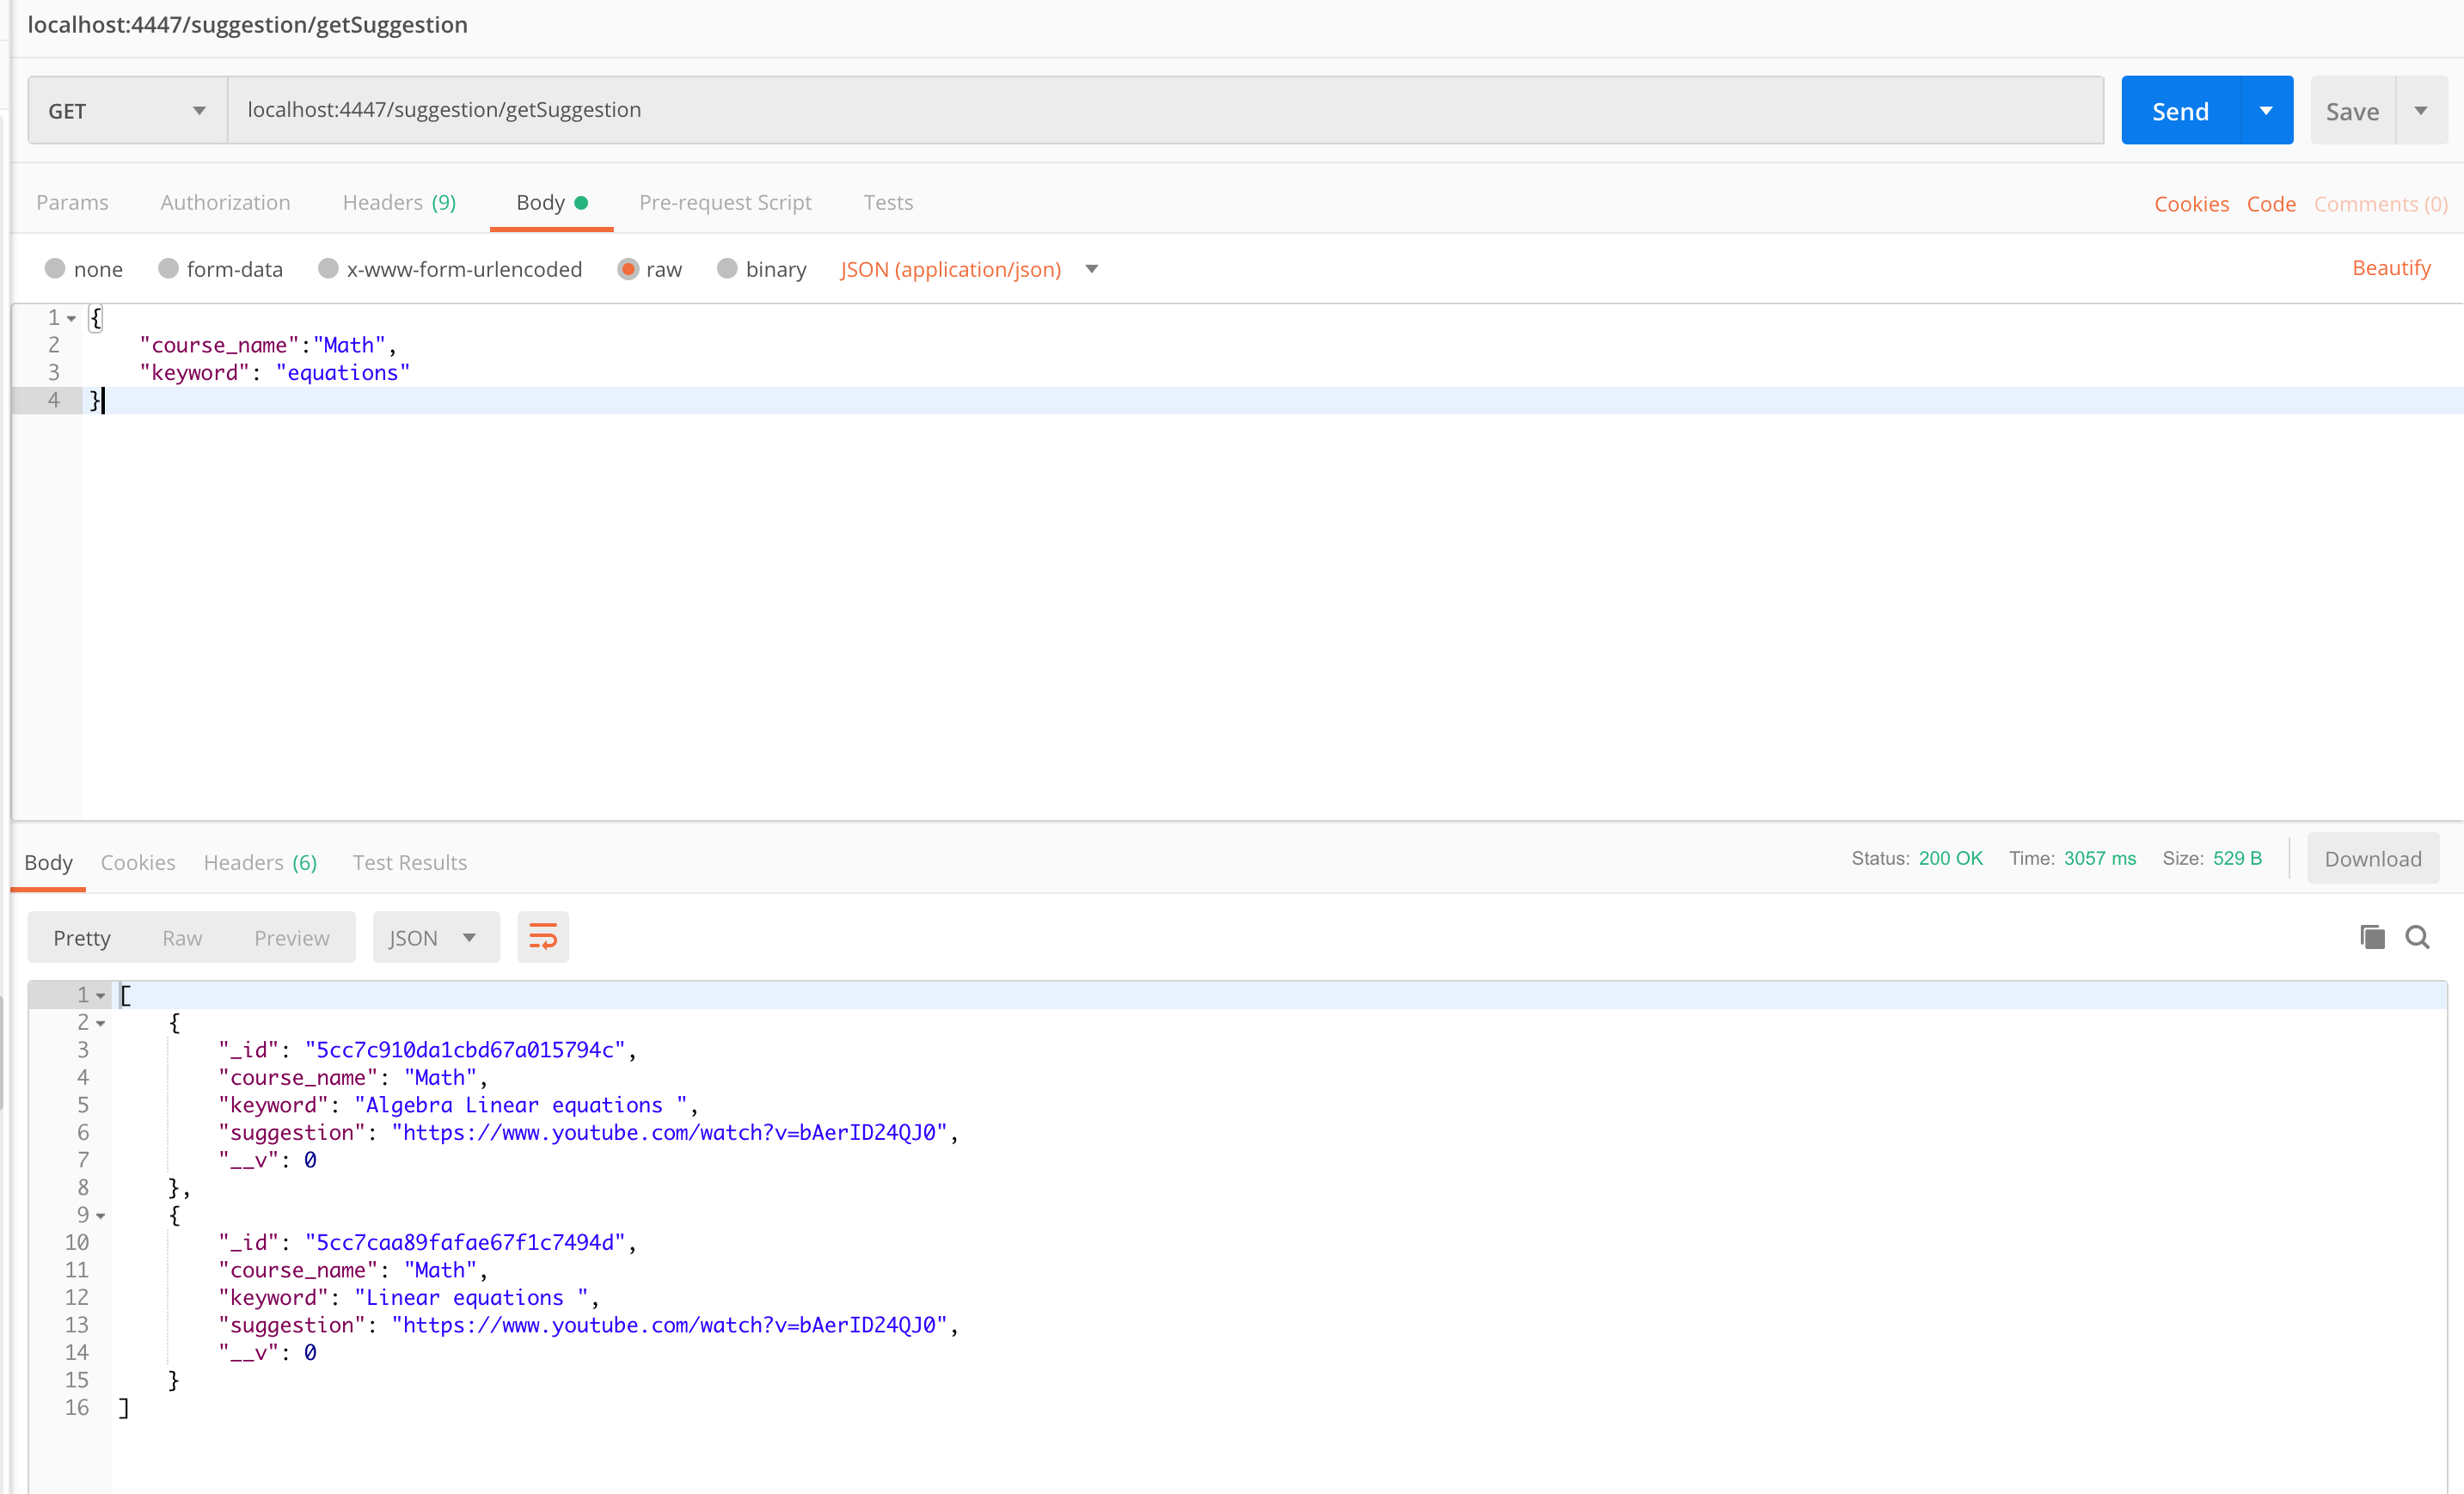 localhost:4447/suggestion/getSuggestion
GET localhost:4447/suggestion/getSuggestion Send Save
Params Authorization Headers (9) Body Pre-request Script Tests Cookies Code Comments (0)
none form-data x-www-form-urlencoded raw binary JSON (application/json) Beautify
1 {
2 "course_name":"Math",
3 "keyword": "equations"
4 }
Body Cookies Headers (6) Test Results Status: 200 OK Time: 3057 ms Size: 529 B Download
Pretty Raw Preview JSON
1 [
2 {
3 "_id": "5cc7c910da1cbd67a015794c",
4 "course_name": "Math",
5 "keyword": "Algebra Linear equations ",
6 "suggestion": "https://www.youtube.com/watch?v=bAerID24QJ0",
7 "__v": 0
8 },
9 {
10 "_id": "5cc7caa89fafae67f1c7494d",
11 "course_name": "Math",
12 "keyword": "Linear equations ",
13 "suggestion": "https://www.youtube.com/watch?v=bAerID24QJ0",
14 "__v": 0
15 }
16 ]